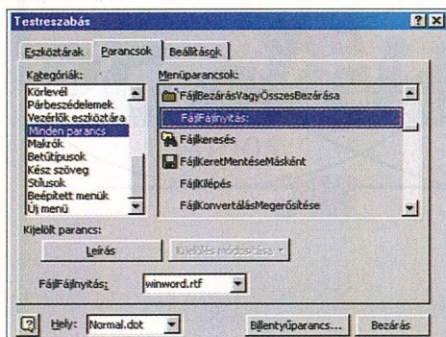 Testreszabás
Eszköztárak
Parancsok
Beállítások
Kategóriák:
Menüparancsok:
Körlevél
Párbeszédelemek
Vezérlők eszköztára
Minden parancs
Makrók
Betűtípusok
Kész szöveg
Stílusok
Beépített menük
Új menü
FájlBezárásVagyÖsszesBezárása
FájlFájlnyitás:
Fájlkeresés
FájlKeretMentéseMásként
FájlKilépés
FájlKonvertálásMegerősítése
Kijelölt parancs:
Leírás
Kijelölés módosítása
FájlFájlnyitás:
winword.rtf
Hely:
Normal.dot
Billentyűparancs...
Bezárás